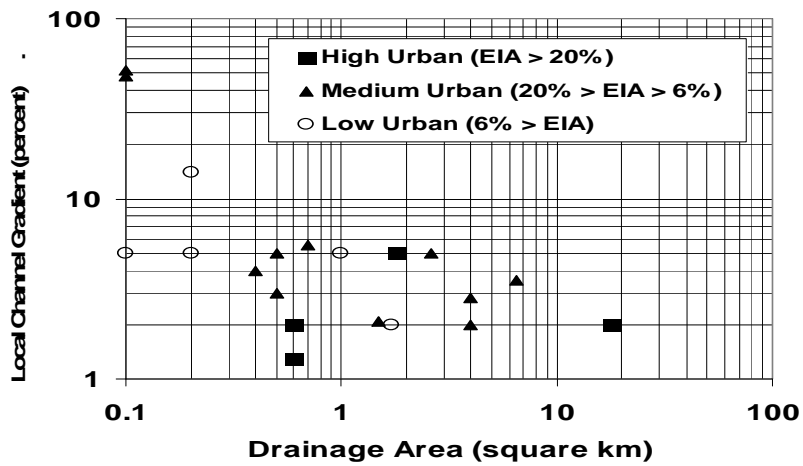 100
10
1
0.1
1
10
100
High Urban (EIA > 20%)
Medium Urban (20% > EIA > 6%)
Low Urban (6% > EIA)
Local Channel Gradient (percent) -
Drainage Area (square km)